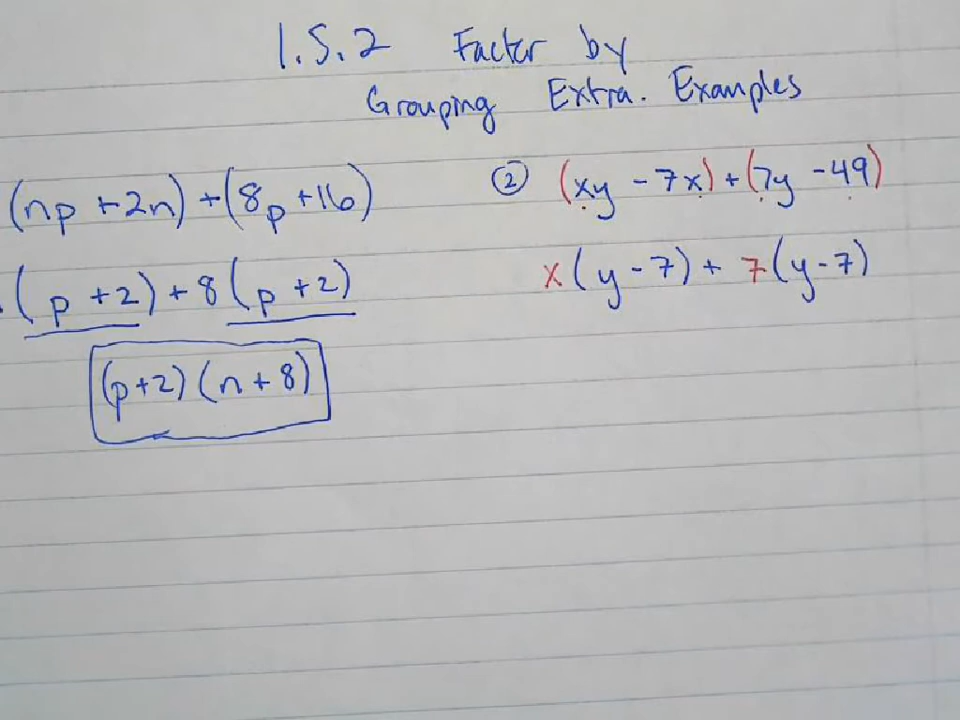 1.5.2 Factor by
Grouping Extra. Examples
(np + 2n) + (8p + 16)
(p + 2) + 8 (p + 2)
(p+2) (n + 8)
② (xy - 7x) + (7y - 49)
x (y - 7) + 7 (y - 7)